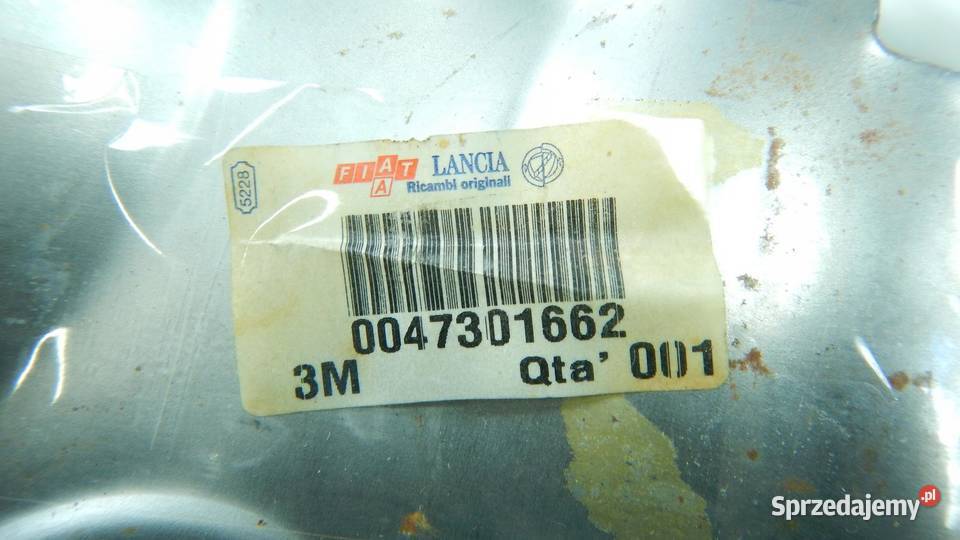 5228
FIAT LANCIA
A Ricambi originali
0047301662
3M Qta' 001
Sprzedajemy.pl